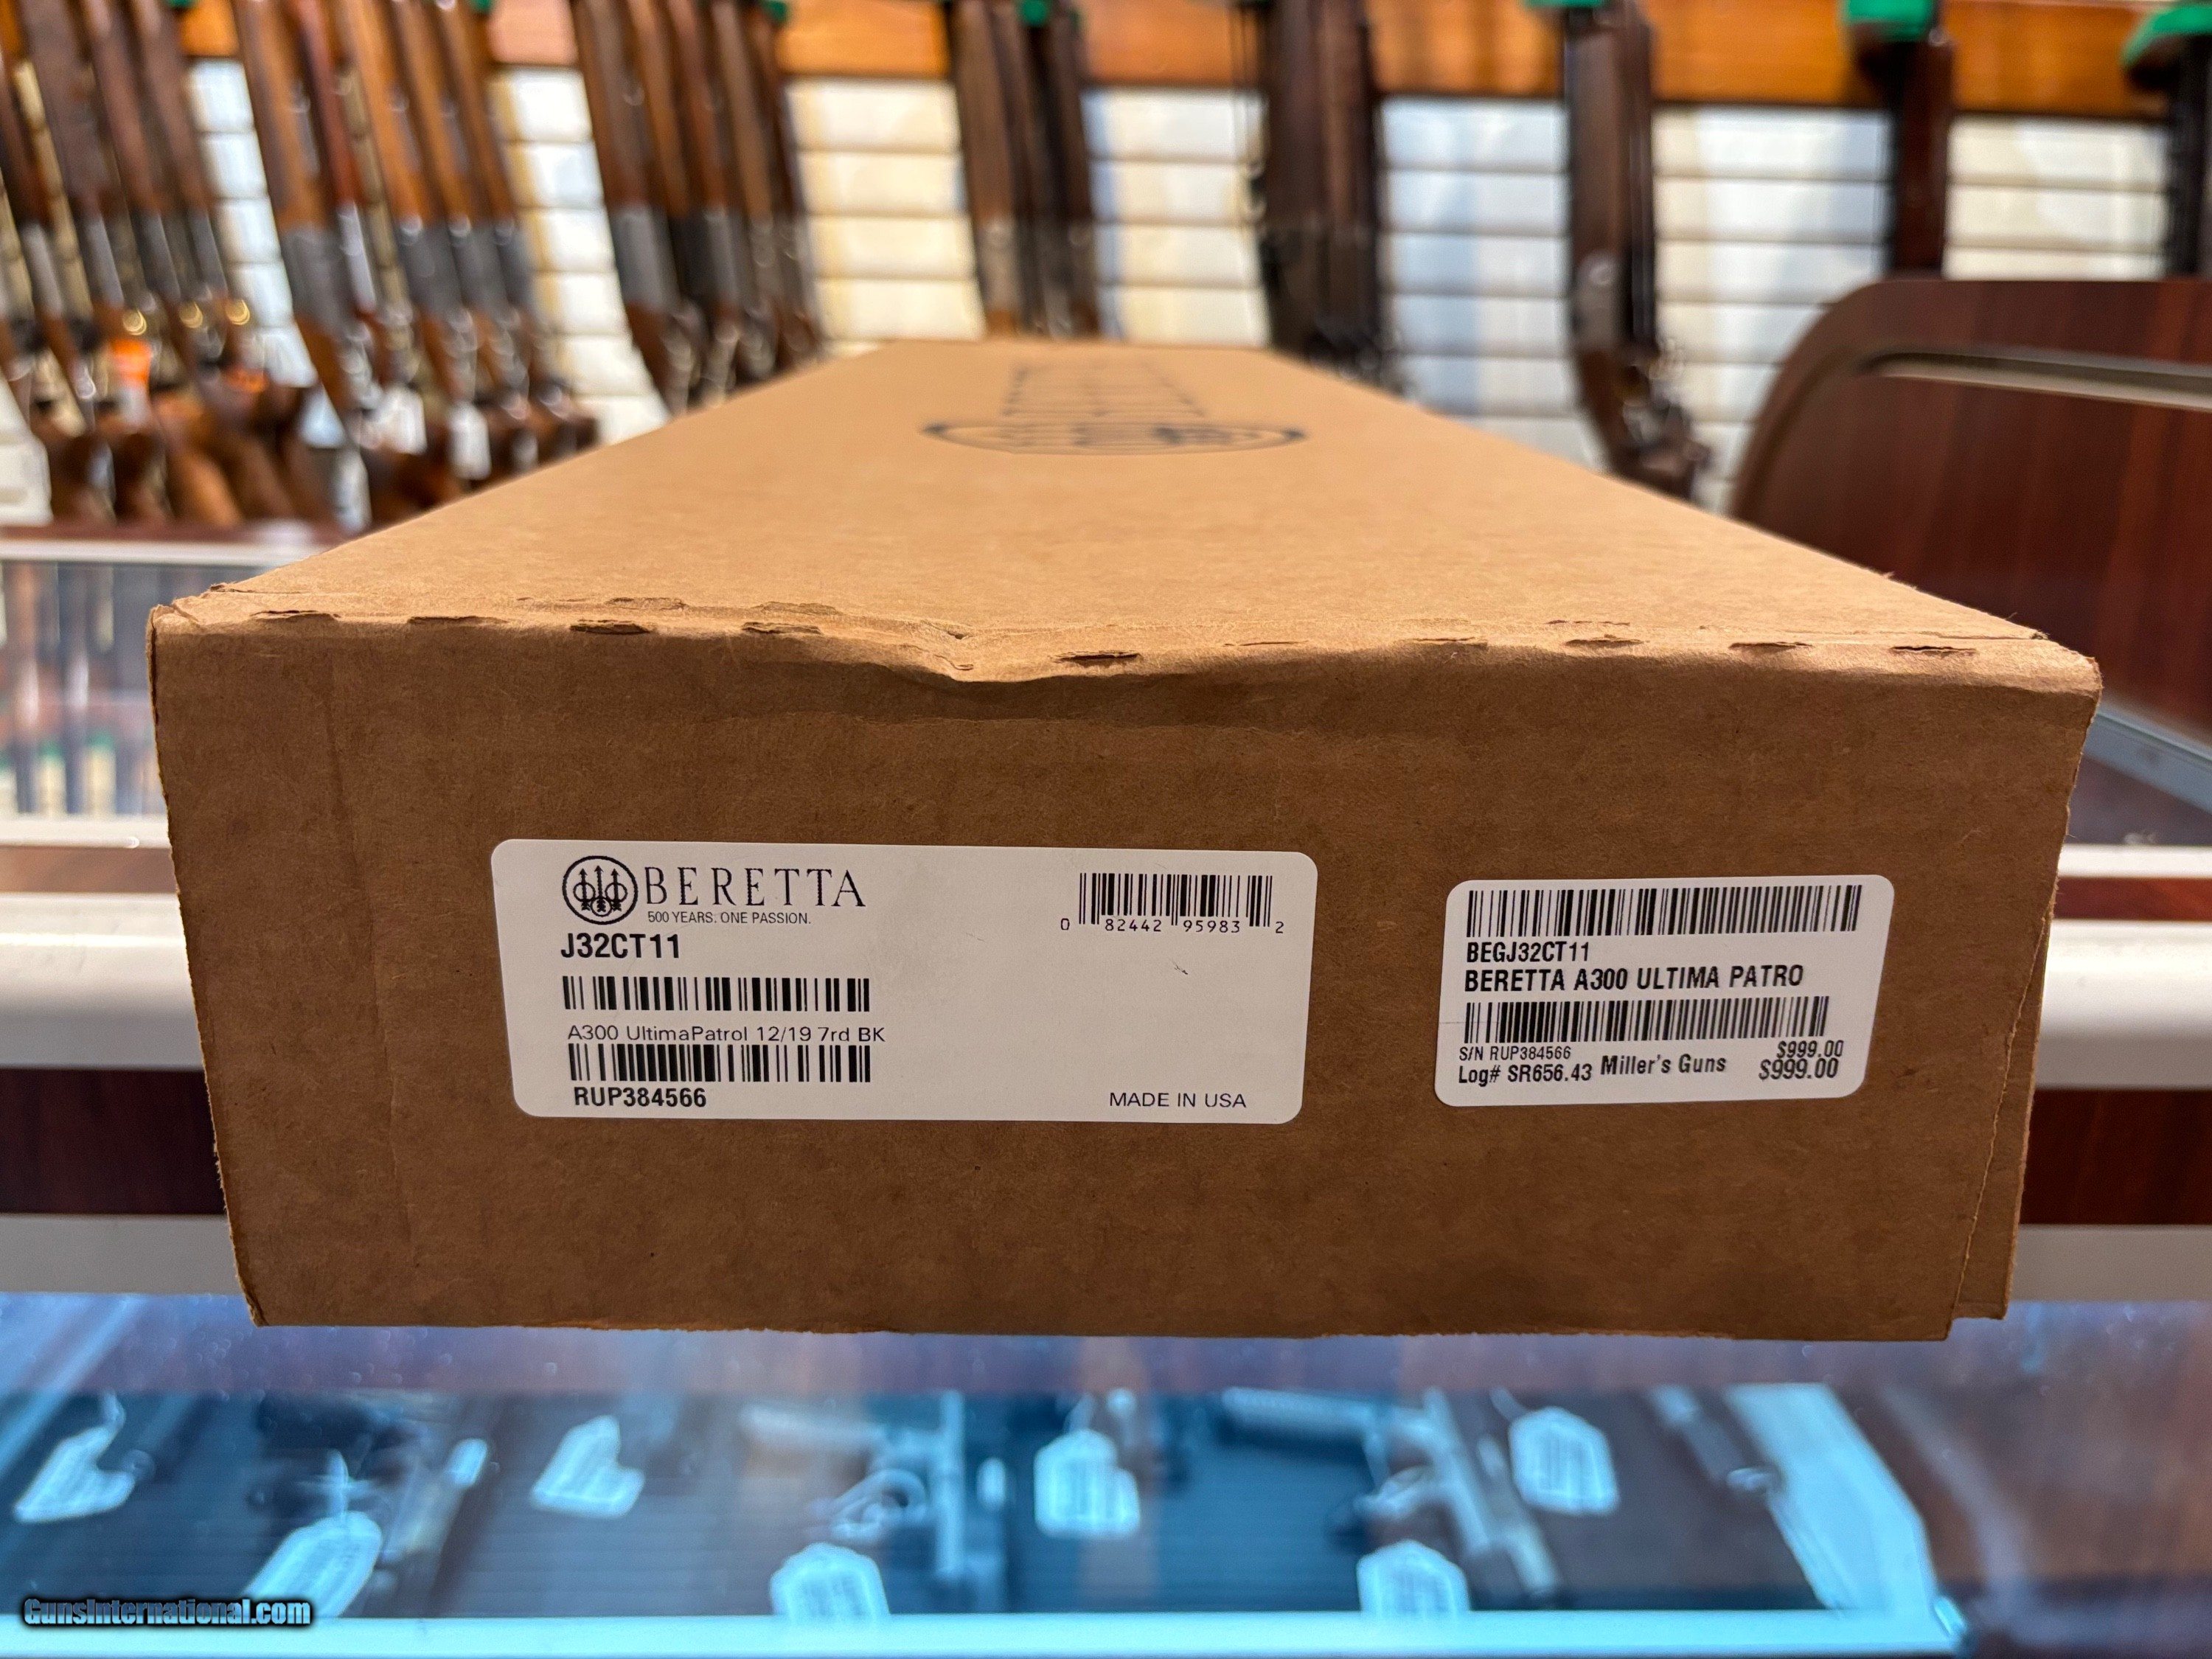 BERETTA
500 YEARS. ONE PASSION.
J32CT11
0 82442 95983 2
A300 UltimaPatrol 12/19 7rd BK
RUP384566
MADE IN USA
BEGJ32CT11
BERETTA A300 ULTIMA PATRO
S/N RUP384566
$999.00
Log# SR656.43 Miller's Guns $999.00
GunsInternational.com